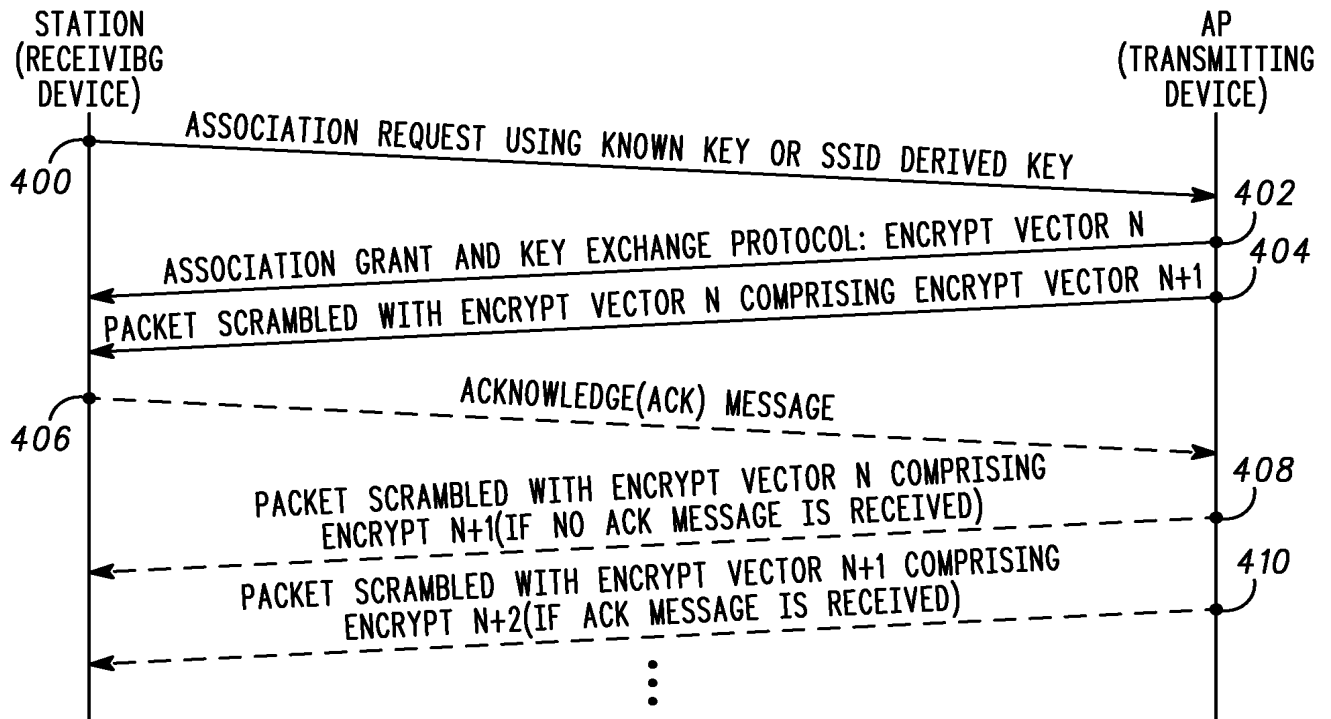 STATION
(RECEIVIBG
DEVICE)
AP
(TRANSMITTING
DEVICE)
ASSOCIATION REQUEST USING KNOWN KEY OR SSID DERIVED KEY
400
402
ASSOCIATION GRANT AND KEY EXCHANGE PROTOCOL: ENCRYPT VECTOR N
404
PACKET SCRAMBLED WITH ENCRYPT VECTOR N COMPRISING ENCRYPT VECTOR N+1
ACKNOWLEDGE(ACK) MESSAGE
406
408
PACKET SCRAMBLED WITH ENCRYPT VECTOR N COMPRISING
ENCRYPT N+1(IF NO ACK MESSAGE IS RECEIVED)
410
PACKET SCRAMBLED WITH ENCRYPT VECTOR N+1 COMPRISING
ENCRYPT N+2(IF ACK MESSAGE IS RECEIVED)